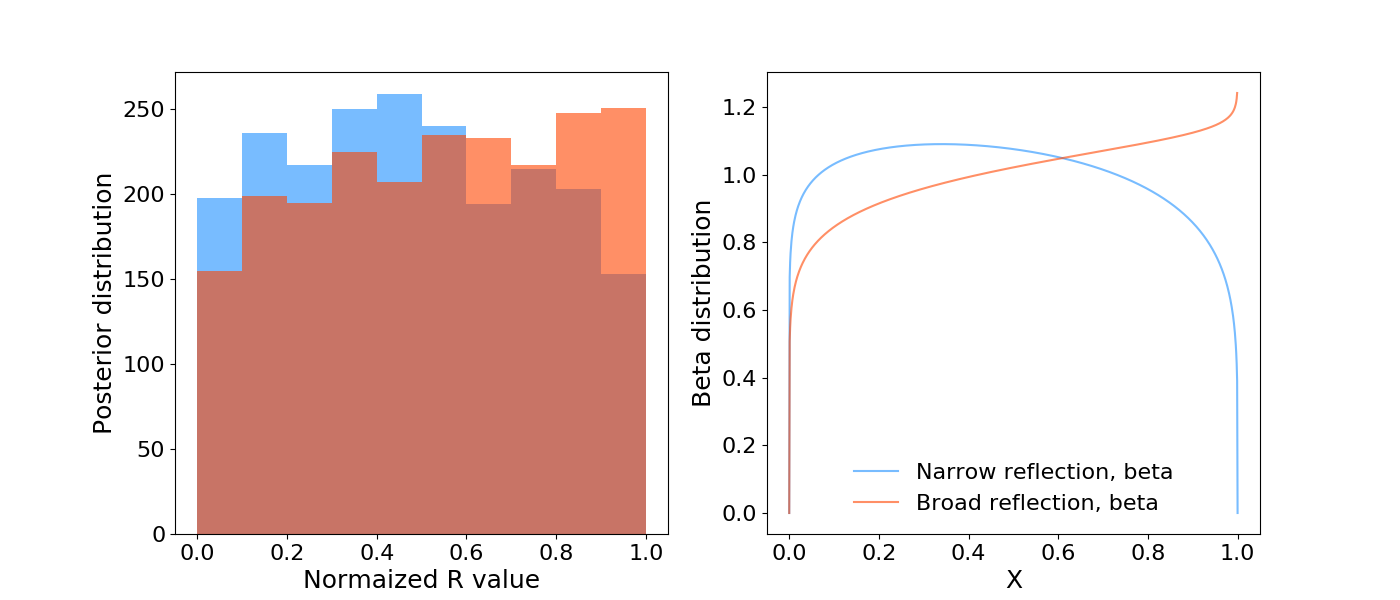 Posterior distribution
250
200
150
100
50
0
0.0 0.2 0.4 0.6 0.8 1.0
Normaized R value
Beta distribution
1.2
1.0
0.8
0.6
0.4
0.2
0.0
Narrow reflection, beta
Broad reflection, beta
0.0 0.2 0.4 0.6 0.8 1.0
X